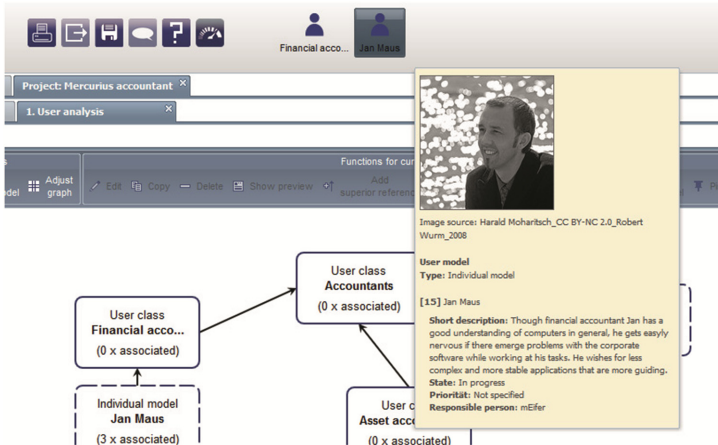 Financial acco... Jan Maus
Project: Mercurius accountant ×
1. User analysis ×
Functions for cur
Adjust
graph
Edit Copy Delete Show preview Add
superior referenc
Image source: Harald Moharitsch_CC BY-NC 2.0_Robert
Wurm_2008
User model
Type: Individual model
[15] Jan Maus
Short description: Though financial accountant Jan has a
good understanding of computers in general, he gets easyly
nervous if there emerge problems with the corporate
software while working at his tasks. He wishes for less
complex and more stable applications that are more guiding.
State: In progress
Priorität: Not specified
Responsible person: mEifer
User class
Accountants
(0 x associated)
User class
Financial acco...
(0 x associated)
Individual model
Jan Maus
(3 x associated)
User c
Asset acco
(0 x associated)